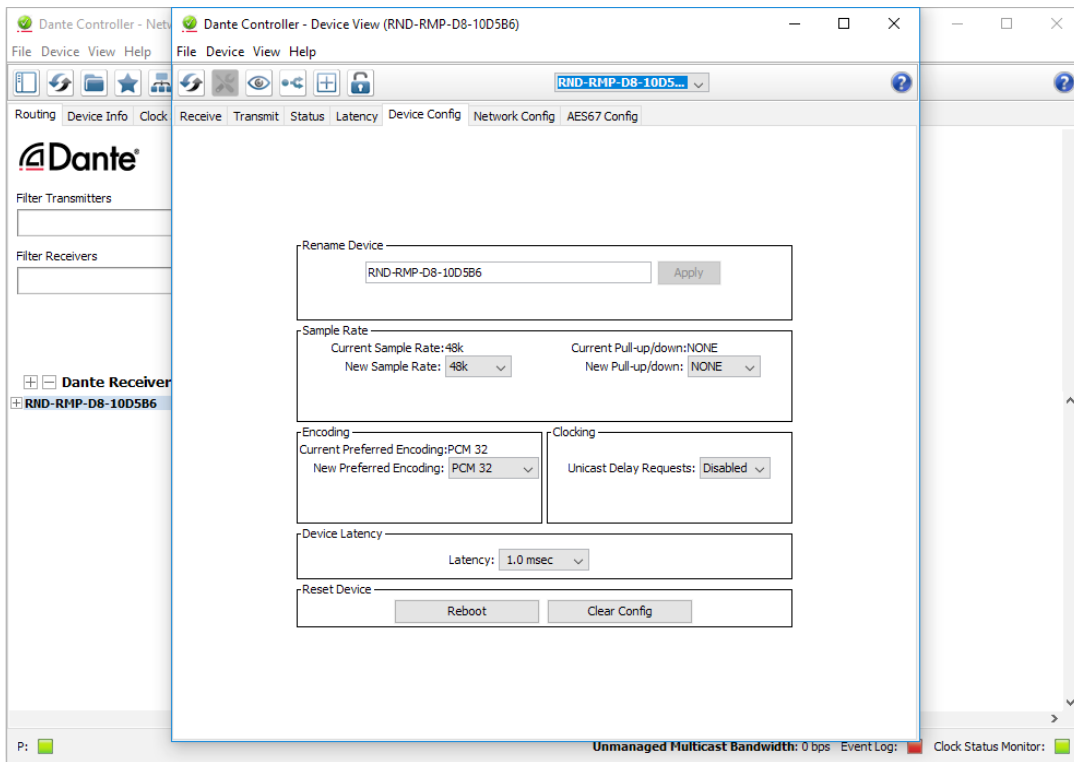 Dante Controller - Netw
File Device View Help
Routing Device Info Clock
Dante®
Filter Transmitters
Filter Receivers
Dante Receiver
RND-RMP-D8-10D5B6
P:
Dante Controller - Device View (RND-RMP-D8-10D5B6)
File Device View Help
RND-RMP-D8-10D5...
Receive Transmit Status Latency Device Config Network Config AES67 Config
Rename Device
RND-RMP-D8-10D5B6 Apply
Sample Rate
Current Sample Rate:48k Current Pull-up/down:NONE
New Sample Rate: 48k New Pull-up/down: NONE
Encoding Clocking
Current Preferred Encoding:PCM 32
New Preferred Encoding: PCM 32 Unicast Delay Requests: Disabled
Device Latency
Latency: 1.0 msec
Reset Device
Reboot Clear Config
Unmanaged Multicast Bandwidth: 0 bps Event Log: Clock Status Monitor: